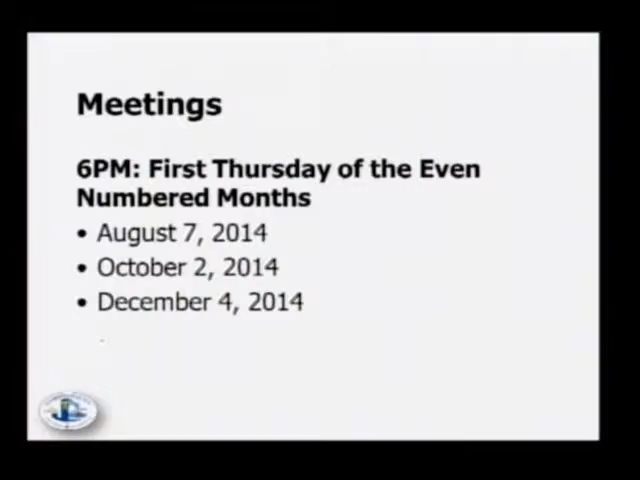 Meetings
6PM: First Thursday of the Even
Numbered Months
• August 7, 2014
• October 2, 2014
• December 4, 2014